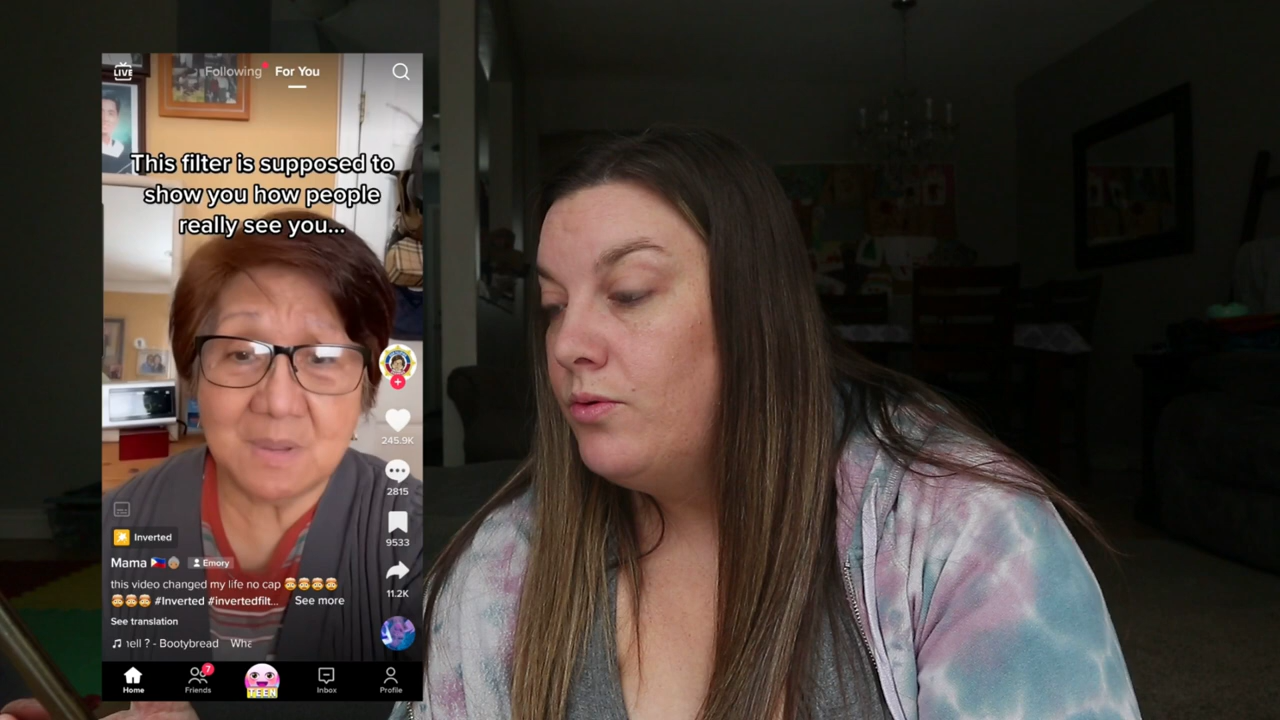 LIVE
Following
For You
This filter is supposed to
show you how people
really see you...
245.9K
2815
9533
11.2K
Inverted
Mama 🇵🇭👵🏼 Emory
this video changed my life no cap 🤶🏼🤶🏼🤶🏼🤶🏼
🤶🏼🤶🏼🤶🏼 #Inverted #invertedfilt... See more
See translation
🎵 hell ? - Bootybread Wha
7
TEEN
Home
Friends
Inbox
Profile